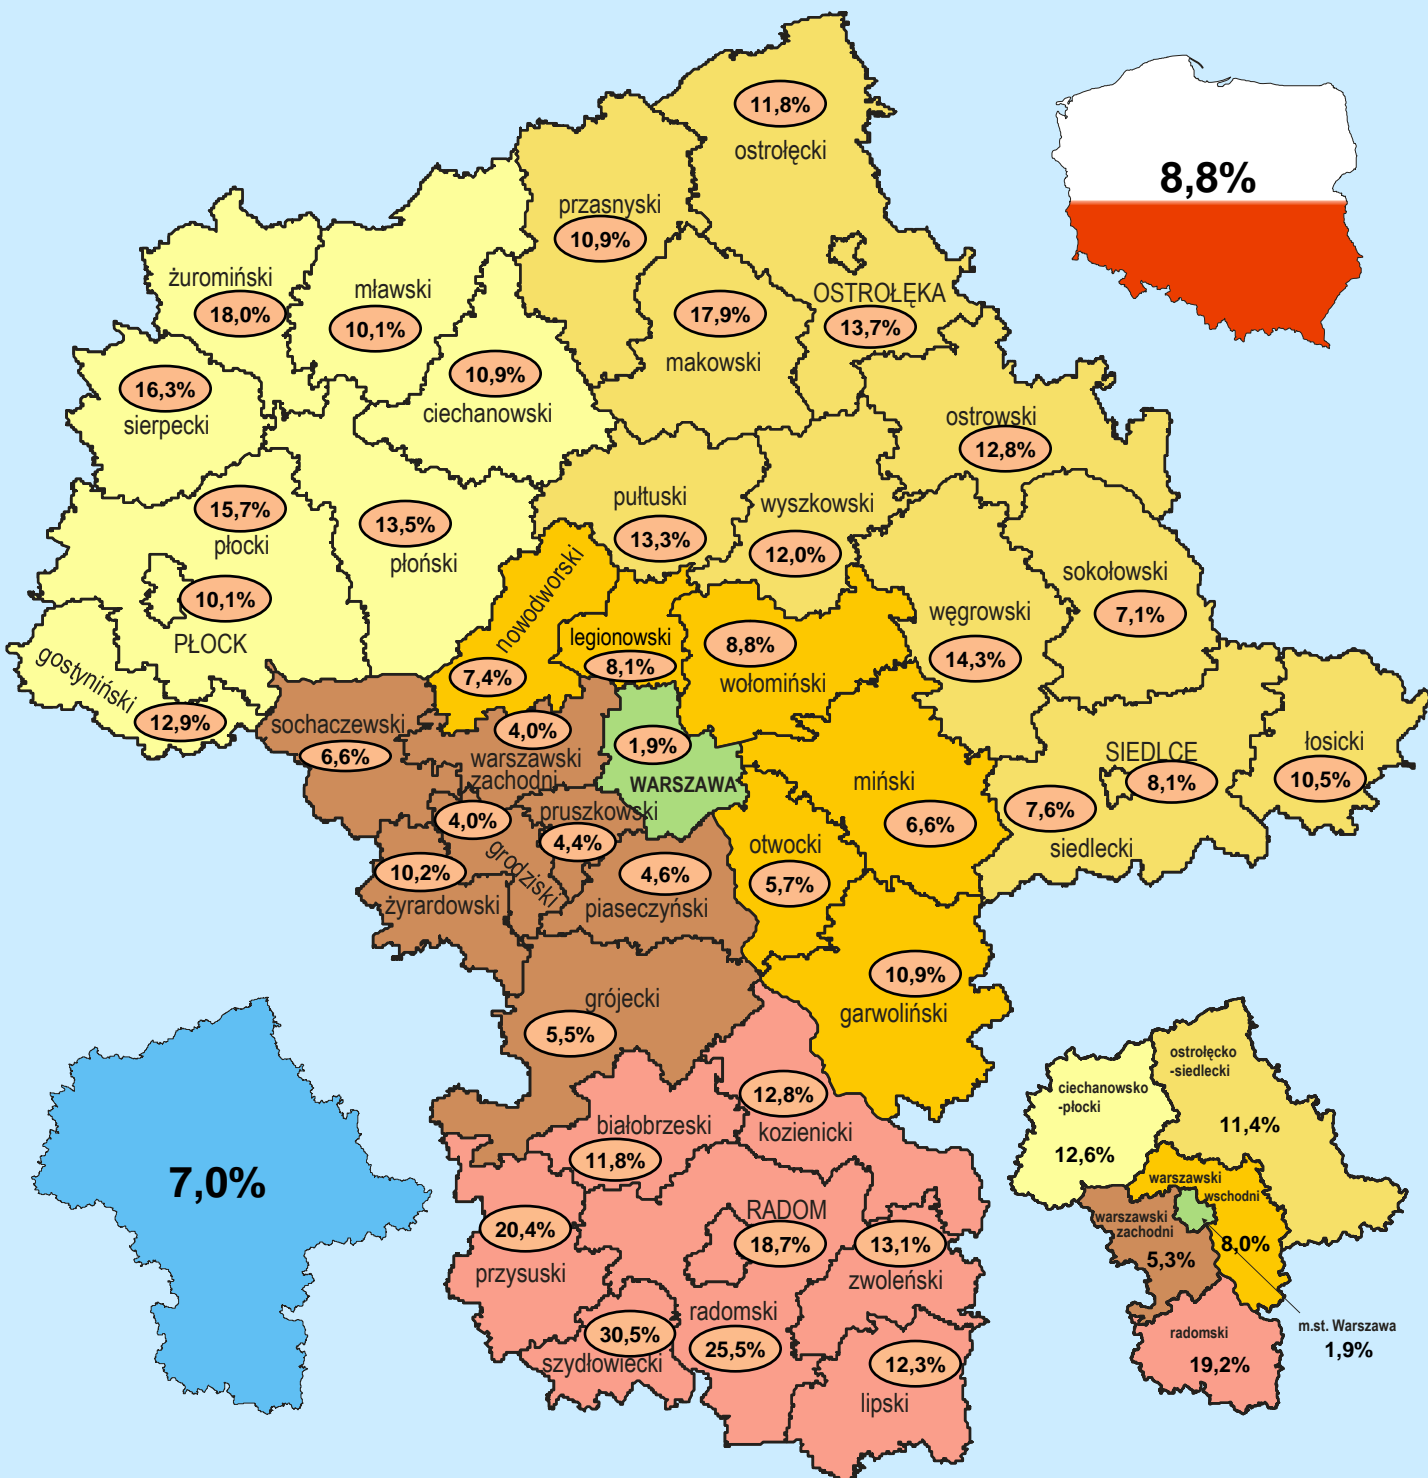 11,8%
ostrołęcki
8,8%
przasnyski
10,9%
żuromiński
18,0%
mławski
10,1%
17,9%
makowski
OSTROŁĘKA
13,7%
16,3%
sierpecki
10,9%
ciechanowski
ostrowski
12,8%
15,7%
płocki
13,5%
płoński
pułtuski
13,3%
wyszkowski
12,0%
10,1%
PŁOCK
nowodworski
7,4%
legionowski
8,1%
8,8%
wołomiński
węgrowski
14,3%
sokołowski
7,1%
gostyniński
12,9%
sochaczewski
6,6%
4,0%
warszawski
zachodni
1,9%
WARSZAWA
miński
6,6%
SIEDLCE
8,1%
7,6%
siedlecki
łosicki
10,5%
4,0%
grodziski
pruszkowski
4,4%
10,2%
żyrardowski
4,6%
piaseczyński
otwocki
5,7%
grójecki
5,5%
10,9%
garwoliński
7,0%
12,8%
kozienicki
białobrzeski
11,8%
20,4%
przysuski
RADOM
18,7%
13,1%
zwoleński
30,5%
szydłowiecki
radomski
25,5%
12,3%
lipski
ostrołęcko
-siedlecki
11,4%
ciechanowsko
-płocki
12,6%
warszawski
wschodni
8,0%
warszawski
zachodni
5,3%
m.st. Warszawa
1,9%
radomski
19,2%